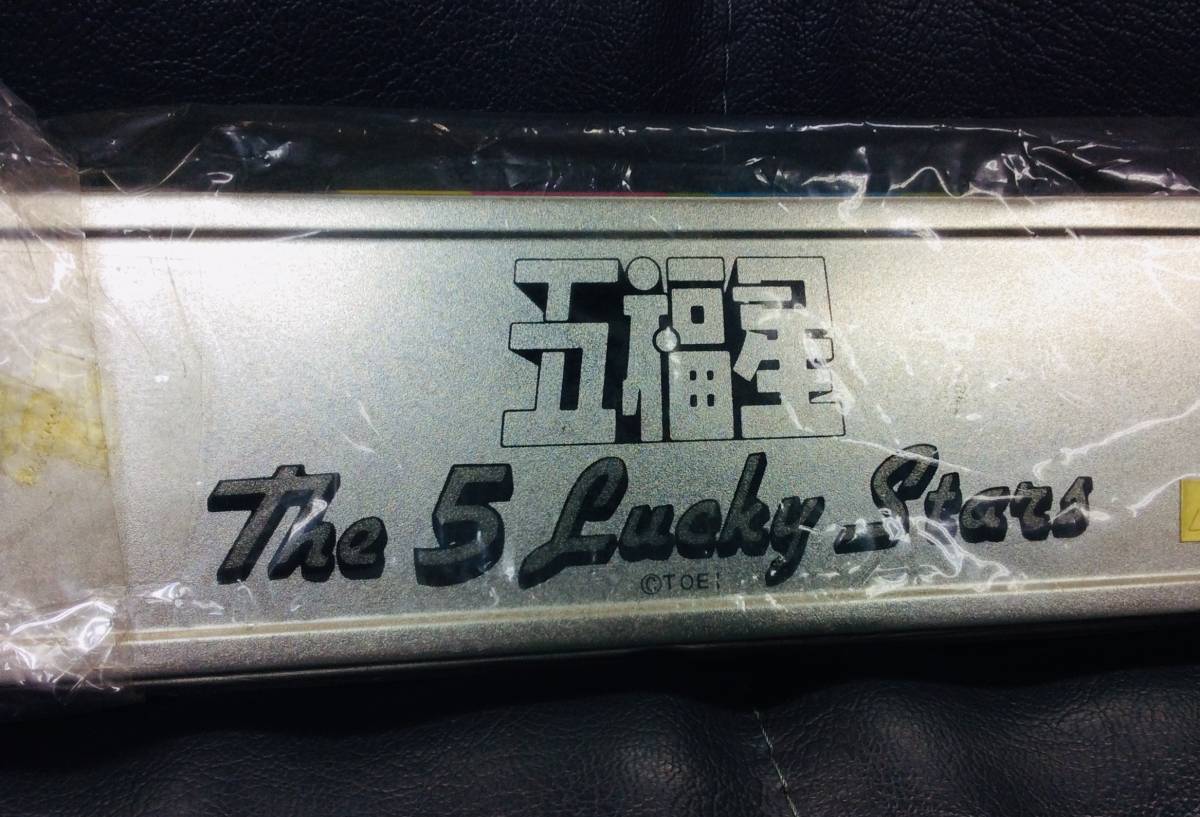 五福星
The 5 Lucky Stars
©TOEI